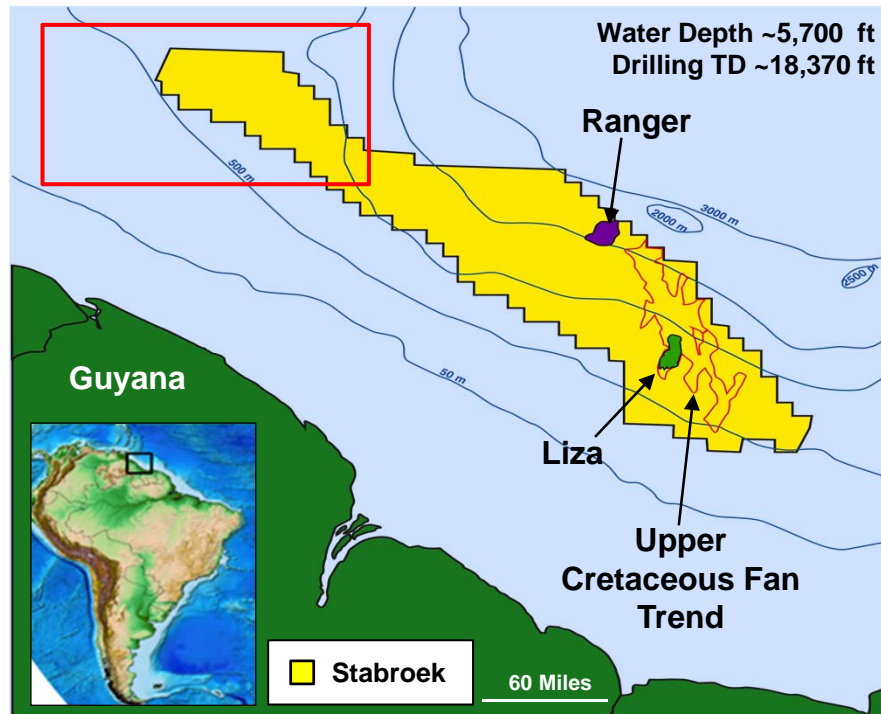 Water Depth ~5,700 ft
Drilling TD ~18,370 ft
Ranger
3000 m
2000 m
500 m
2500 m
Guyana
50 m
Liza
Upper
Cretaceous Fan
Trend
Stabroek
60 Miles